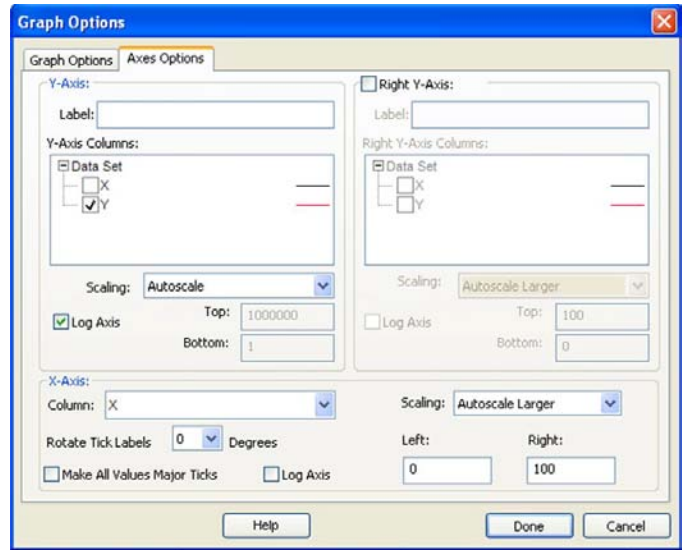 Graph Options
Graph Options Axes Options
Y-Axis:
Label:
Y-Axis Columns:
Data Set
X
Y
Scaling: Autoscale
Log Axis
Top: 1000000
Bottom: 1
Right Y-Axis:
Label:
Right Y-Axis Columns:
Data Set
X
Y
Scaling: Autoscale Larger
Log Axis
Top: 100
Bottom: 0
X-Axis:
Column: X
Scaling: Autoscale Larger
Rotate Tick Labels 0 Degrees
Left: Right:
0 100
Make All Values Major Ticks Log Axis
Help Done Cancel